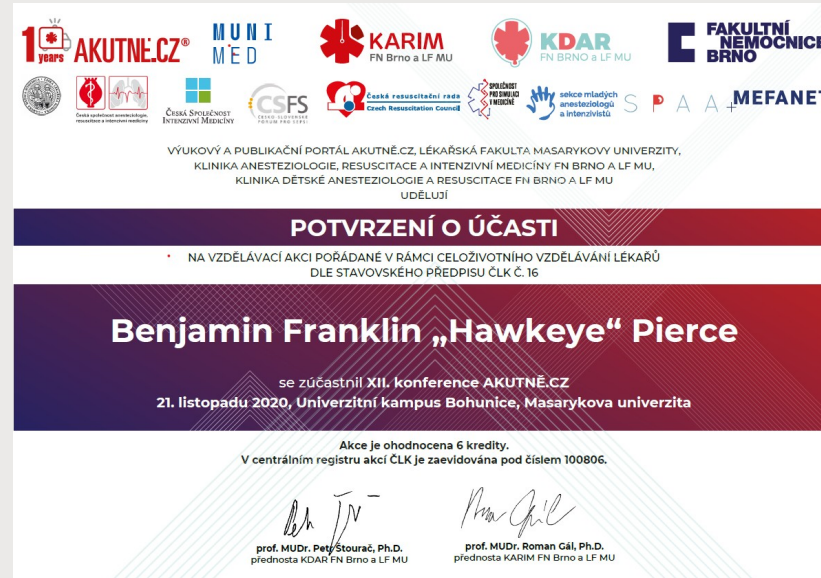 10 years AKUTNE.CZ®
MUNI
MED
KARIM
FN Brno a LF MU
KDAR
FN BRNO a LF MU
FAKULTNÍ
NEMOCNICE
BRNO
Česká společnost anesteziologie,
resuscitace a intenzivní medicíny
Česká Společnost
Intenzivní Medicíny
CSFS
ČESKO SLOVENSKÉ
FORUM PRO SEPSI
Česká resuscitační rada
Czech Resuscitation Council
SPOLEČNOST
PRO SIMULACI
V MEDICÍNĚ
sekce mladých
anesteziologů
a intenzivistů
S P A A +
MEFANET
VÝUKOVÝ A PUBLIKAČNÍ PORTÁL AKUTNĚ.CZ, LÉKAŘSKÁ FAKULTA MASARYKOVY UNIVERZITY,
KLINIKA ANESTEZIOLOGIE, RESUSCITACE A INTENZIVNÍ MEDICÍNY FN BRNO A LF MU,
KLINIKA DĚTSKÉ ANESTEZIOLOGIE A RESUSCITACE FN BRNO A LF MU
UDĚLUJÍ
POTVRZENÍ O ÚČASTI
NA VZDĚLÁVACÍ AKCI POŘÁDANÉ V RÁMCI CELOŽIVOTNÍHO VZDĚLÁVÁNÍ LÉKAŘŮ
DLE STAVOVSKÉHO PŘEDPISU ČLK Č. 16
Benjamin Franklin „Hawkeye“ Pierce
se zúčastnil XII. konference AKUTNĚ.CZ
21. listopadu 2020, Univerzitní kampus Bohunice, Masarykova univerzita
Akce je ohodnocena 6 kredity.
V centrálním registru akcí ČLK je zaevidována pod číslem 100806.
prof. MUDr. Petr Štourač, Ph.D.
přednosta KDAR FN Brno a LF MU
prof. MUDr. Roman Gál, Ph.D.
přednosta KARIM FN Brno a LF MU